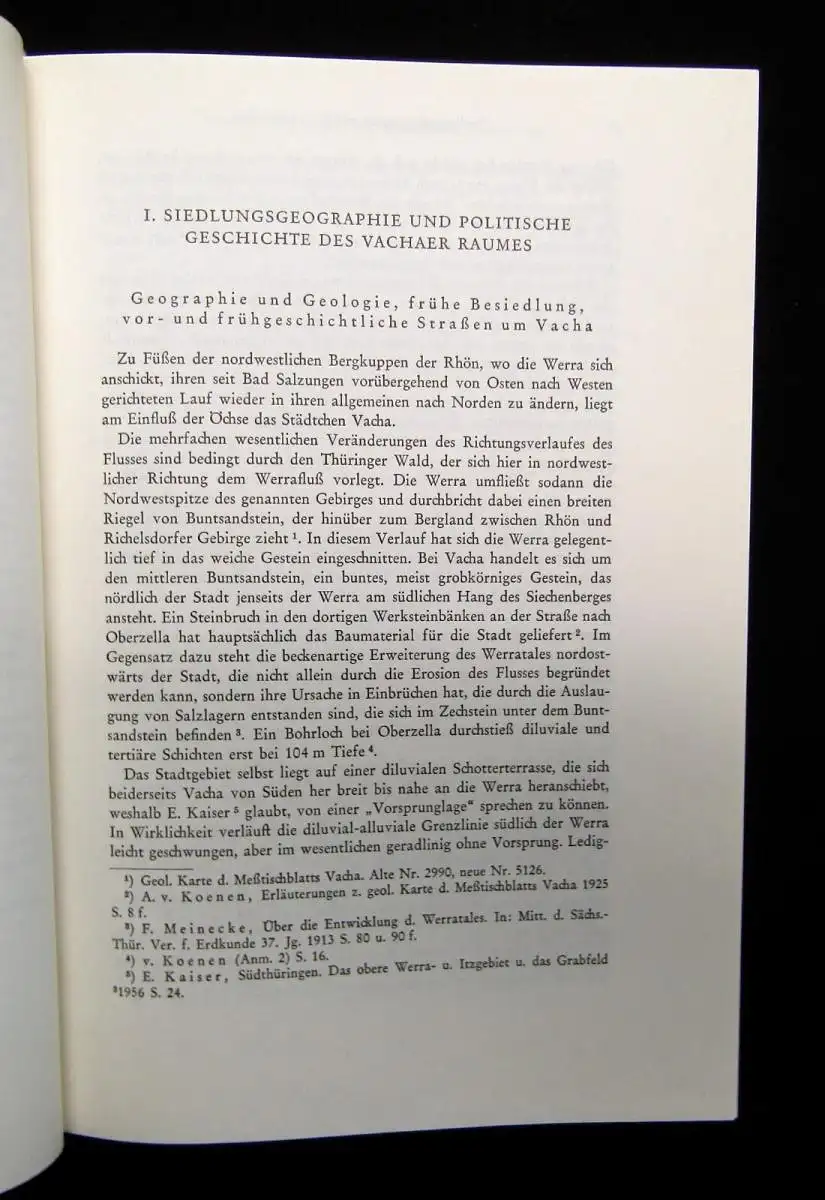 I. SIEDLUNGSGEOGRAPHIE UND POLITISCHE
GESCHICHTE DES VACHAER RAUMES
Geographie und Geologie, frühe Besiedlung,
vor- und frühgeschichtliche Straßen um Vacha
Zu Füßen der nordwestlichen Bergkuppen der Rhön, wo die Werra sich
anschickt, ihren seit Bad Salzungen vorübergehend von Osten nach Westen
gerichteten Lauf wieder in ihren allgemeinen nach Norden zu ändern, liegt
am Einfluß der Öchse das Städtchen Vacha.
Die mehrfachen wesentlichen Veränderungen des Richtungsverlaufes des
Flusses sind bedingt durch den Thüringer Wald, der sich hier in nordwest-
licher Richtung dem Werrafluß vorlegt. Die Werra umfließt sodann die
Nordwestspitze des genannten Gebirges und durchbricht dabei einen breiten
Riegel von Buntsandstein, der hinüber zum Bergland zwischen Rhön und
Richelsdorfer Gebirge zieht¹. In diesem Verlauf hat sich die Werra gelegent-
lich tief in das weiche Gestein eingeschnitten. Bei Vacha handelt es sich um
den mittleren Buntsandstein, ein buntes, meist grobkörniges Gestein, das
nördlich der Stadt jenseits der Werra am südlichen Hang des Siechenberges
ansteht. Ein Steinbruch in den dortigen Werksteinbänken an der Straße nach
Oberzella hat hauptsächlich das Baumaterial für die Stadt geliefert². Im
Gegensatz dazu steht die beckenartige Erweiterung des Werratales nordost-
wärts der Stadt, die nicht allein durch die Erosion des Flusses begründet
werden kann, sondern ihre Ursache in Einbrüchen hat, die durch die Auslau-
gung von Salzlagern entstanden sind, die sich im Zechstein unter dem Bunt-
sandstein befinden³. Ein Bohrloch bei Oberzella durchstieß diluviale und
tertiäre Schichten erst bei 104 m Tiefe⁴.
Das Stadtgebiet selbst liegt auf einer diluvialen Schotterterrasse, die sich
beiderseits Vacha von Süden her breit bis nahe an die Werra heranschiebt,
weshalb E. Kaiser⁵ glaubt, von einer „Vorsprunglage“ sprechen zu können.
In Wirklichkeit verläuft die diluvial-alluviale Grenzlinie südlich der Werra
leicht geschwungen, aber im wesentlichen geradlinig ohne Vorsprung. Ledig-
¹) Geol. Karte d. Meßtischblatts Vacha. Alte Nr. 2990, neue Nr. 5126.
²) A. v. Koenen, Erläuterungen z. geol. Karte d. Meßtischblatts Vacha 1925
S. 8 f.
³) F. Meinecke, Über die Entwicklung d. Werratales. In: Mitt. d. Sächs.-
Thür. Ver. f. Erdkunde 37. Jg. 1913 S. 80 u. 90 f.
⁴) v. Koenen (Anm. 2) S. 16.
⁵) E. Kaiser, Südthüringen. Das obere Werra- u. Itzgebiet u. das Grabfeld
³1956 S. 24.